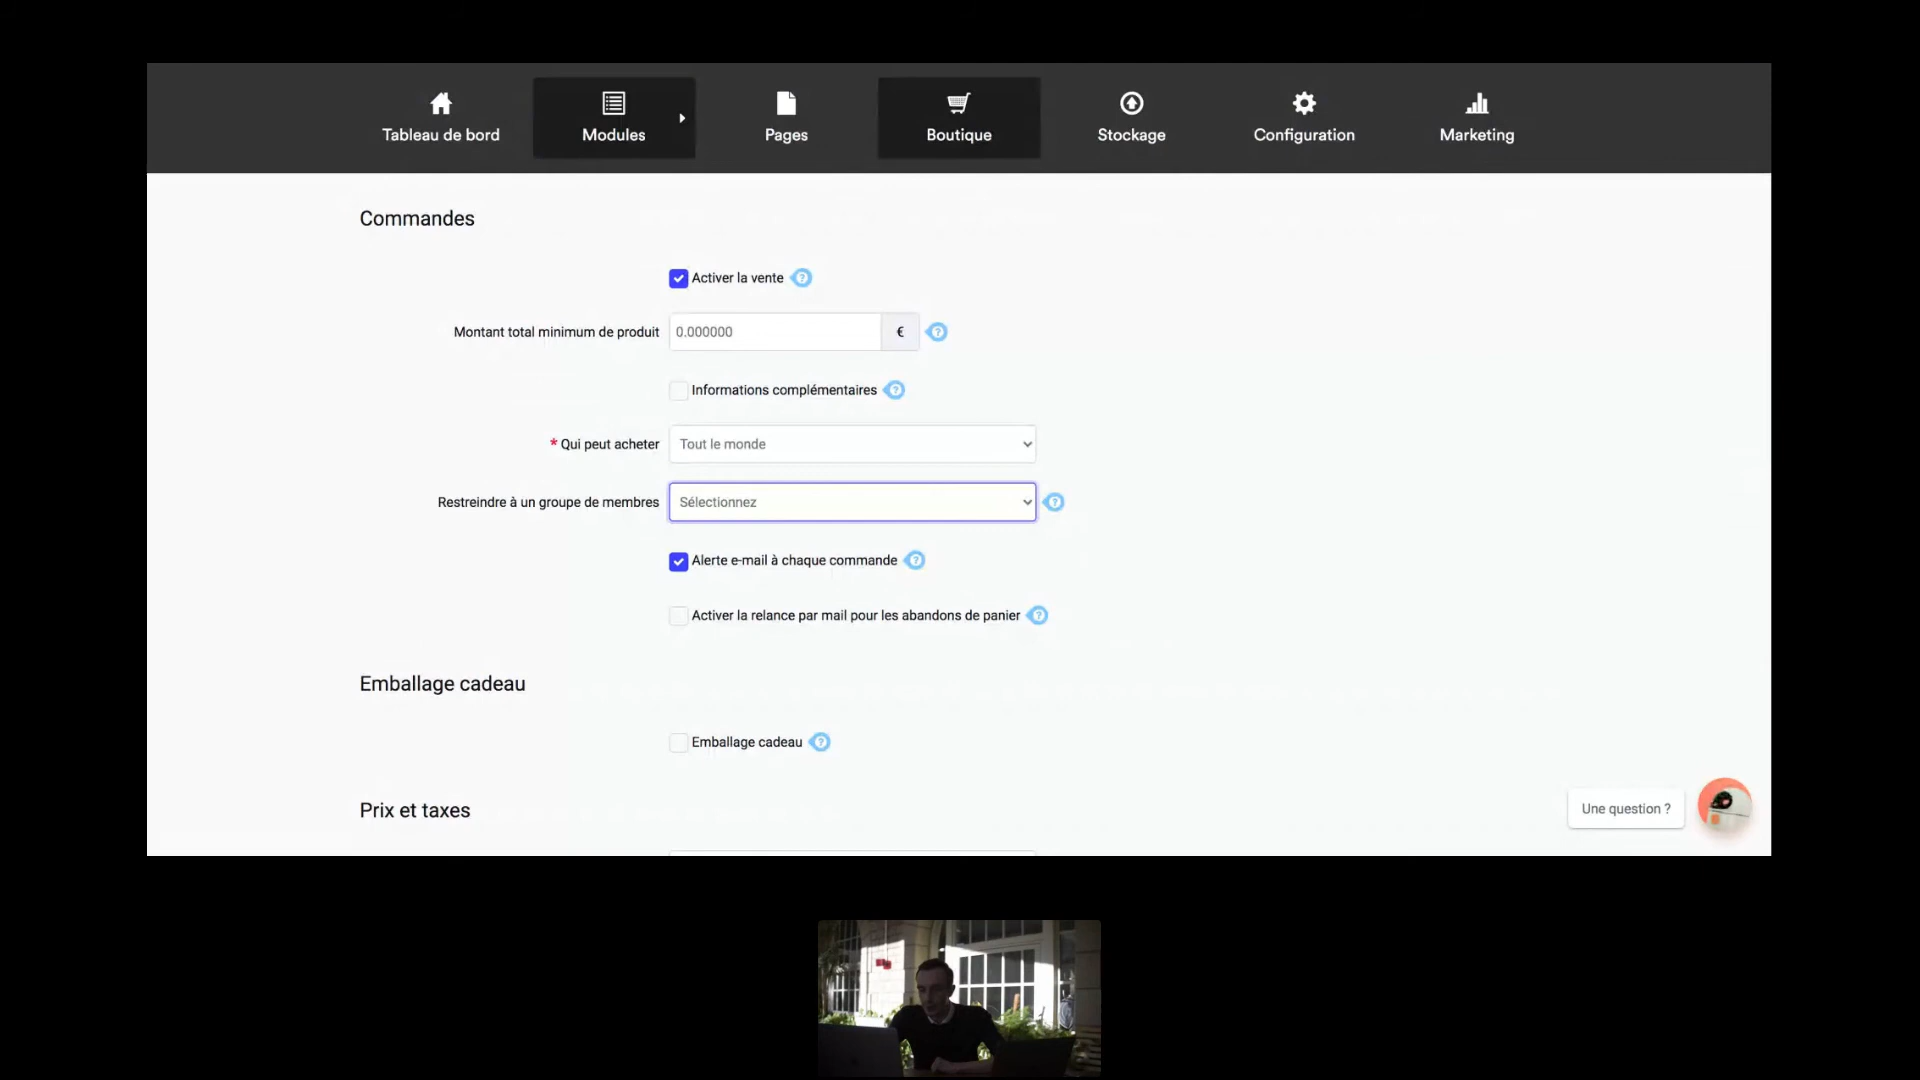 Tableau de bord
Modules
Pages
Boutique
Stockage
Configuration
Marketing
Commandes
Activer la vente ?
Montant total minimum de produit 0.000000 € ?
Informations complémentaires ?
* Qui peut acheter Tout le monde
Restreindre à un groupe de membres Sélectionnez ?
Alerte e-mail à chaque commande ?
Activer la relance par mail pour les abandons de panier ?
Emballage cadeau
Emballage cadeau ?
Prix et taxes
Une question ?